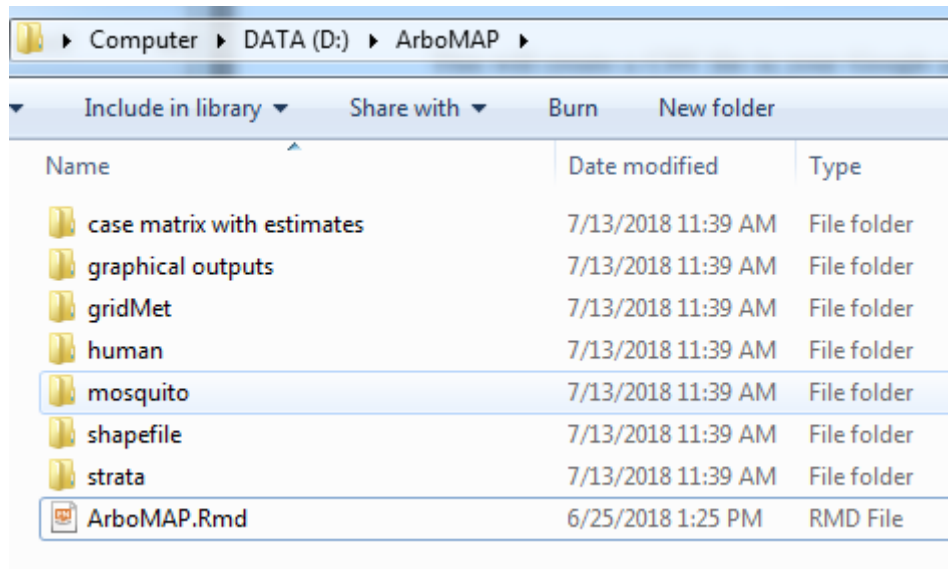 Computer DATA (D:) ArboMAP
Include in library Share with Burn New folder
Name Date modified Type
case matrix with estimates 7/13/2018 11:39 AM File folder
graphical outputs 7/13/2018 11:39 AM File folder
gridMet 7/13/2018 11:39 AM File folder
human 7/13/2018 11:39 AM File folder
mosquito 7/13/2018 11:39 AM File folder
shapefile 7/13/2018 11:39 AM File folder
strata 7/13/2018 11:39 AM File folder
ArboMAP.Rmd 6/25/2018 1:25 PM RMD File